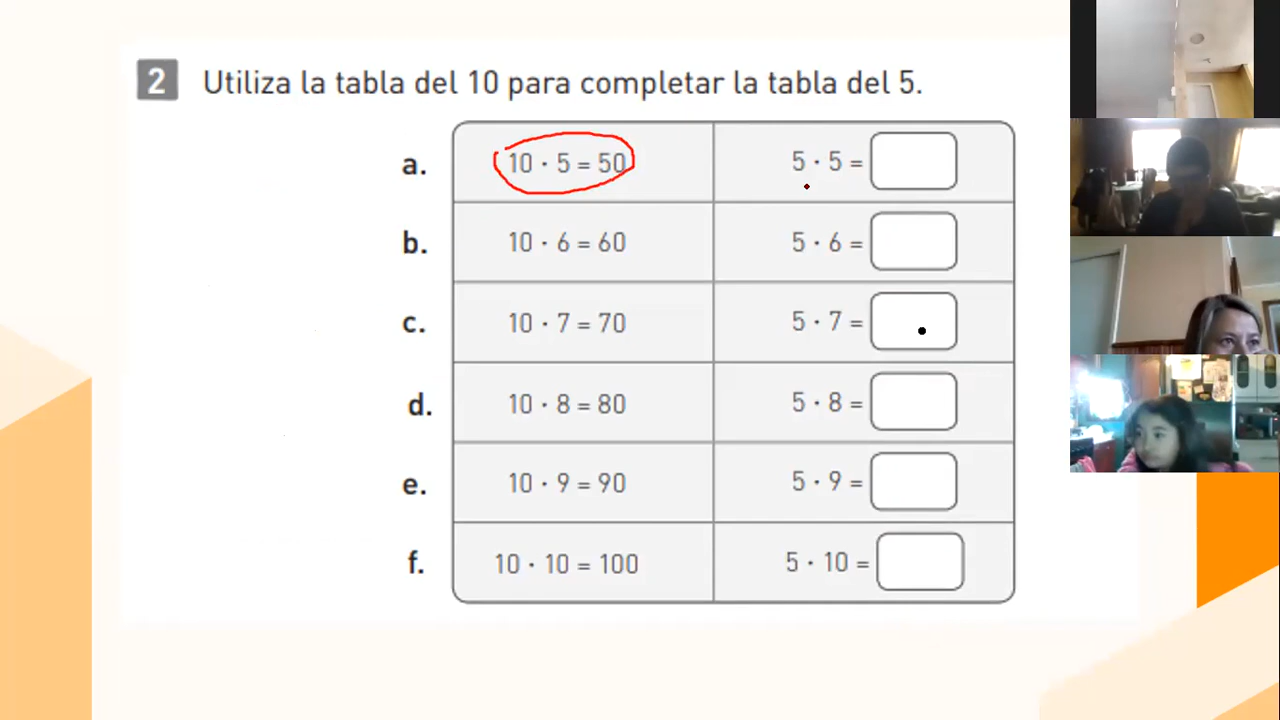 2 Utiliza la tabla del 10 para completar la tabla del 5.
a. 10 · 5 = 50 5 · 5 =
b. 10 · 6 = 60 5 · 6 =
c. 10 · 7 = 70 5 · 7 =
d. 10 · 8 = 80 5 · 8 =
e. 10 · 9 = 90 5 · 9 =
f. 10 · 10 = 100 5 · 10 =